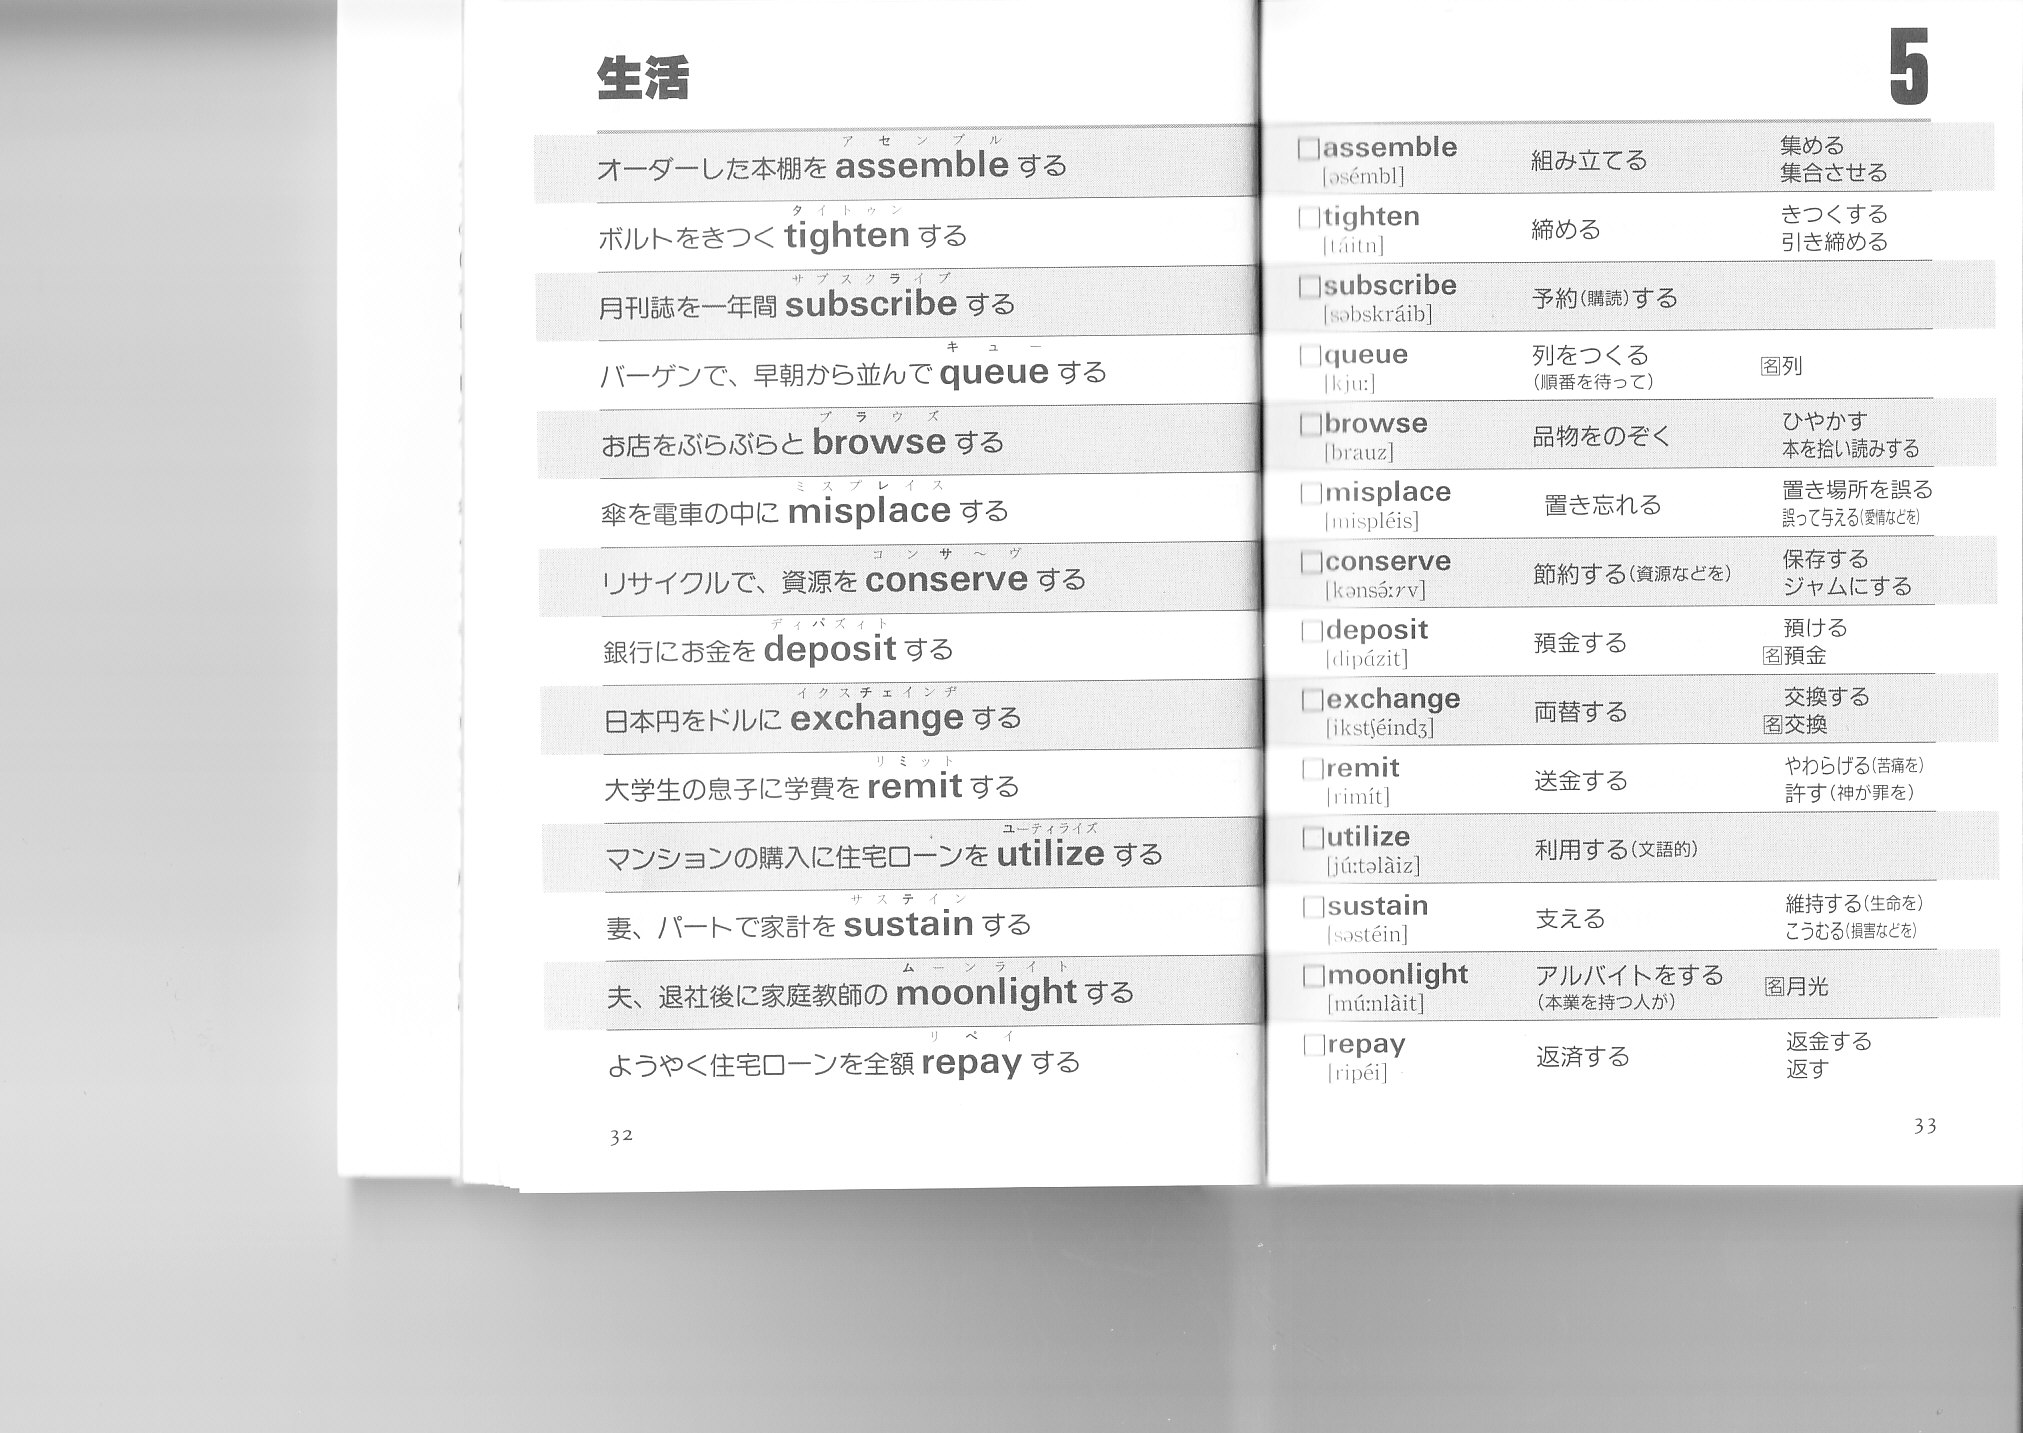 生活
アセンブル
オーダーした本棚を assemble する
タイトゥン
ボルトをきつく tighten する
サブスクライブ
月刊誌を一年間 subscribe する
キュー
バーゲンで、早朝から並んで queue する
ブラウズ
お店をぶらぶらと browse する
ミスプレイス
傘を電車の中に misplace する
コンサ～ヴ
リサイクルで、資源を conserve する
ディパズィト
銀行にお金を deposit する
イクスチェインヂ
日本円をドルに exchange する
リミット
大学生の息子に学費を remit する
ユーティライズ
マンションの購入に住宅ローンを utilize する
サステイン
妻、パートで家計を sustain する
ムーンライト
夫、退社後に家庭教師の moonlight する
リペイ
ようやく住宅ローンを全額 repay する
32
5
□assemble 組み立てる 集める
[əsémbl] 集合させる
□tighten 締める きつくする
[táitn] 引き締める
□subscribe 予約(購読)する
[səbskráib]
□queue 列をつくる 名列
[kju:] (順番を待って)
□browse 品物をのぞく ひやかす
[brauz] 本を拾い読みする
□misplace 置き忘れる 置き場所を誤る
[mispléis] 誤って与える(愛情などを)
□conserve 節約する(資源などを) 保存する
[kənsə́:rv] ジャムにする
□deposit 預金する 預ける
[dipázit] 名預金
□exchange 両替する 交換する
[ikstʃéindʒ] 名交換
□remit 送金する やわらげる(苦痛を)
[rimít] 許す(神が罪を)
□utilize 利用する(文語的)
[jú:təlàiz]
□sustain 支える 維持する(生命を)
[səstéin] こうむる(損害などを)
□moonlight アルバイトをする 名月光
[mú:nlàit] (本業を持つ人が)
□repay 返済する 返金する
[ripéi] 返す
33